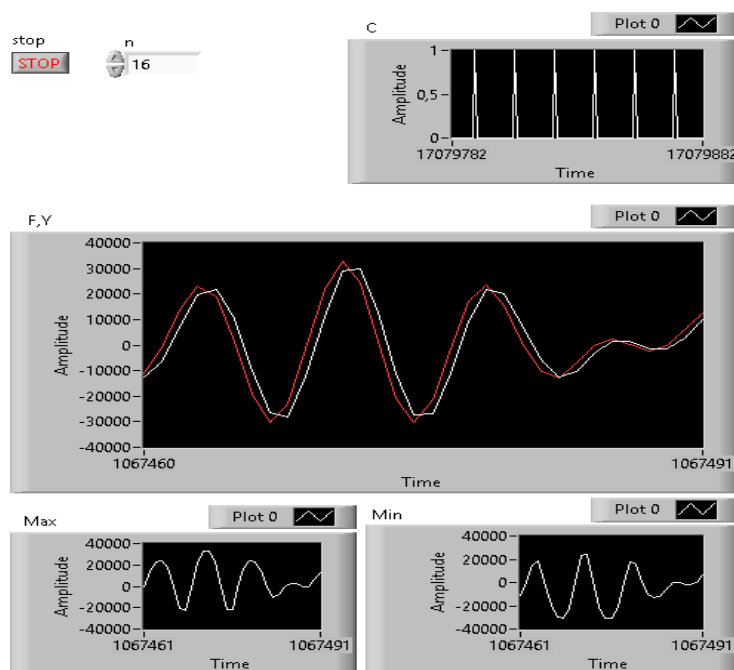 stop
STOP
n
16
C
Plot 0
Amplitude
1
0,5
0
17079782
17079882
Time
F,Y
Plot 0
Amplitude
40000
30000
20000
10000
0
-10000
-20000
-30000
-40000
1067460
1067491
Time
Max
Plot 0
Amplitude
40000
20000
0
-20000
-40000
1067461
1067491
Time
Min
Plot 0
Amplitude
40000
20000
0
-20000
-40000
1067461
1067491
Time